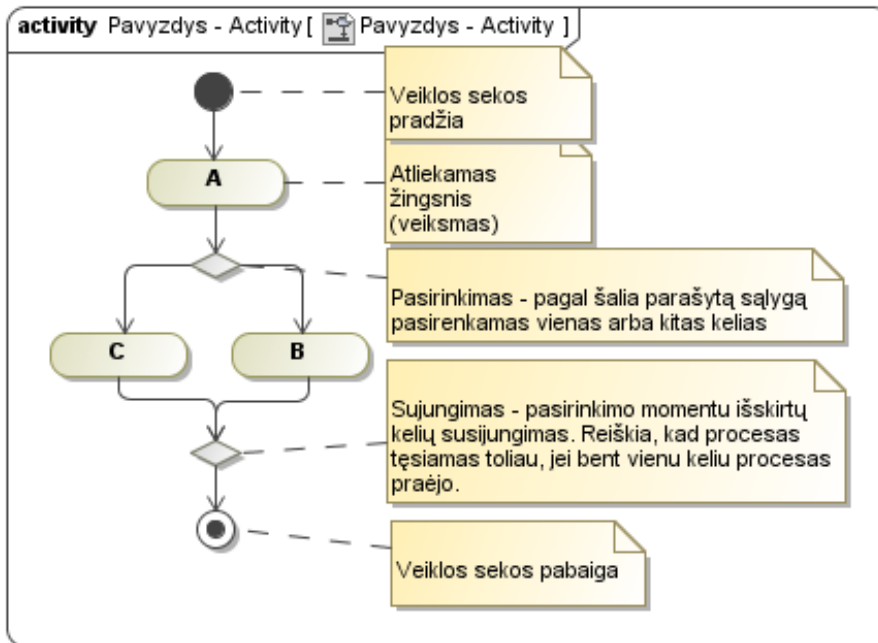 activity Pavyzdys - Activity [ Pavyzdys - Activity ]
Veiklos sekos
pradžia
A
Atliekamas
žingsnis
(veiksmas)
Pasirinkimas - pagal šalia parašytą sąlygą
pasirenkamas vienas arba kitas kelias
C
B
Sujungimas - pasirinkimo momentu išskirtų
kelių susijungimas. Reiškia, kad procesas
tęsiamas toliau, jei bent vienu keliu procesas
praėjo.
Veiklos sekos pabaiga